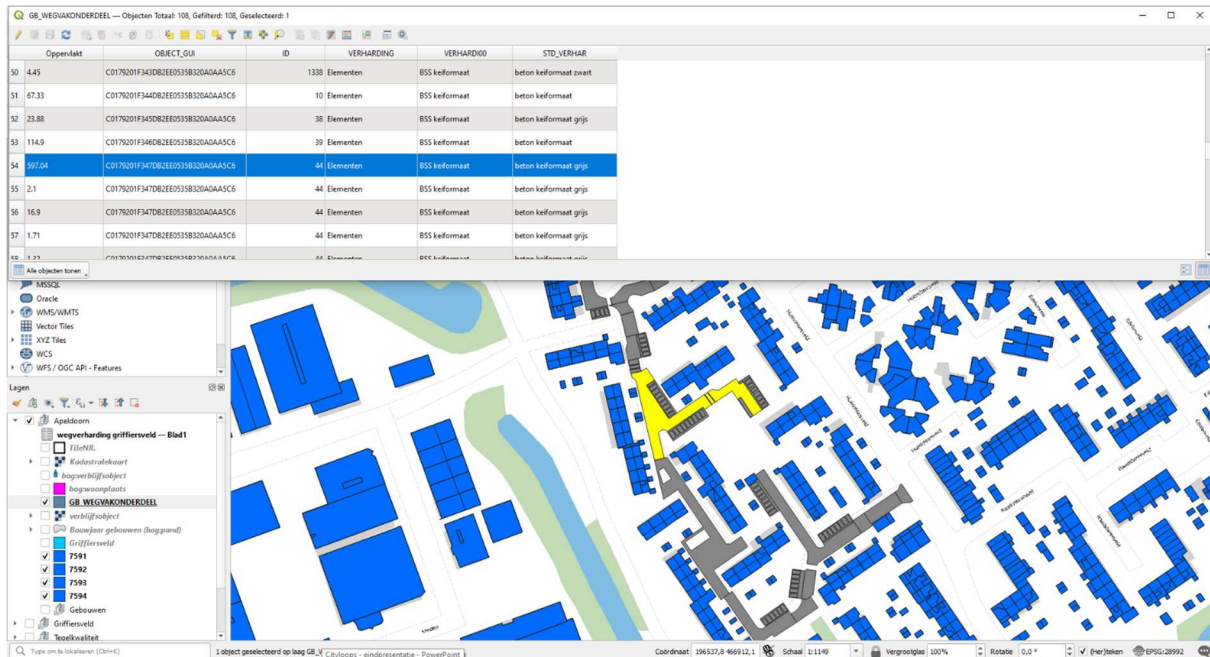 GB_WEGVAKONDERDEEL — Objecten Totaal: 108, Gefilterd: 108, Geselecteerd: 1
Oppervlakt OBJECT_GUI ID VERHARDING VERHARDI00 STD_VERHAR
50 4.45 C0179201F343DB2EE0535B320A0AA5C6 1338 Elementen BSS keiformaat beton keiformaat zwart
51 67.33 C0179201F344DB2EE0535B320A0AA5C6 10 Elementen BSS keiformaat beton keiformaat
52 23.88 C0179201F345DB2EE0535B320A0AA5C6 38 Elementen BSS keiformaat beton keiformaat grijs
53 114.9 C0179201F346DB2EE0535B320A0AA5C6 39 Elementen BSS keiformaat beton keiformaat
54 597.04 C0179201F347DB2EE0535B320A0AA5C6 44 Elementen BSS keiformaat beton keiformaat grijs
55 2.1 C0179201F347DB2EE0535B320A0AA5C6 44 Elementen BSS keiformaat beton keiformaat grijs
56 16.9 C0179201F347DB2EE0535B320A0AA5C6 44 Elementen BSS keiformaat beton keiformaat grijs
57 1.71 C0179201F347DB2EE0535B320A0AA5C6 44 Elementen BSS keiformaat beton keiformaat grijs
Alle objecten tonen
MSSQL
Oracle
WMS/WMTS
Vector Tiles
XYZ Tiles
WCS
WFS / OGC API - Features
Lagen
Apeldoorn
wegverharding griffiersveld — Blad1
TileNR.
Kadastralekaart
bag:verblijfsobject
bag:woonplaats
GB_WEGVAKONDERDEEL
verblijfsobject
Bouwjaar gebouwen (bag:pand)
Griffiersveld
7591
7592
7593
7594
Gebouwen
Griffiersveld
Tegelkwaliteit
Type om te lokaliseren (Ctrl+K) 1 object geselecteerd op laag GB_V Cityloops - eindpresentatie - PowerPoint Coördinaat 196537,8 466912,1 Schaal 1:1149 Vergrootglas 100% Rotatie 0,0 ° (Her)teken EPSG:28992